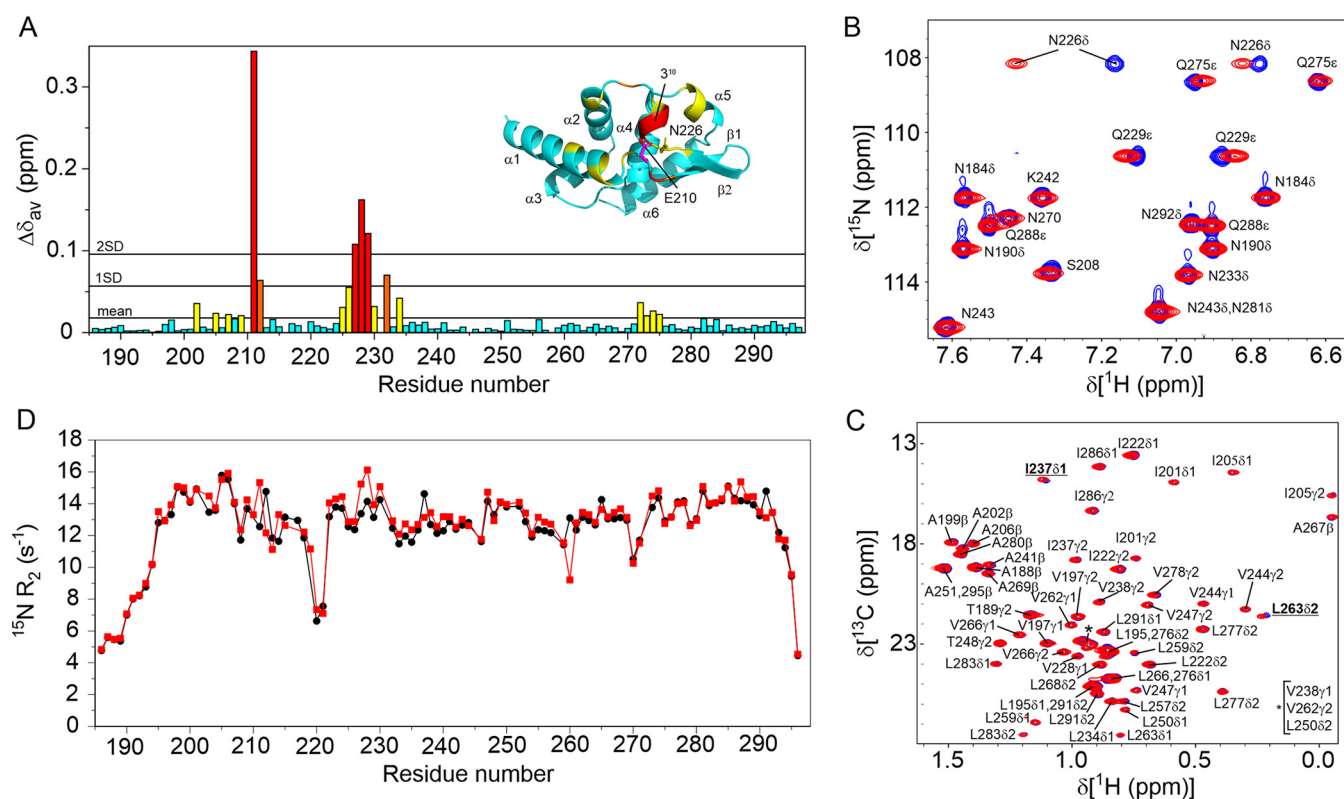 A
Δδav (ppm)
0.3
0.2
0.1
0
2SD
1SD
mean
190 200 210 220 230 240 250 260 270 280 290
Residue number
3¹⁰
α5
α2
α4
N226
β1
α1
E210
β2
α3
α6
B
108
110
112
114
δ[¹⁵N (ppm)]
N226δ
N226δ
Q275ε
Q275ε
Q229ε
Q229ε
N184δ
K242
N184δ
N270
N292δ
Q288ε
Q288ε
N190δ
N190δ
S208
N233δ
N243
N243δ,N281δ
7.6 7.4 7.2 7.0 6.8 6.6
δ[¹H (ppm)]
D
¹⁵N R₂ (s⁻¹)
18
16
14
12
10
8
6
4
2
0
190 200 210 220 230 240 250 260 270 280 290
Residue number
C
13
18
23
δ[¹³C (ppm)]
I286δ1
I222δ1
I237δ1
I201δ1
I205δ1
I286γ2
I205γ2
A267β
A199β
A202β
A206β
A280β
I237γ2
I201γ2
I222γ2
A241β
A188β
A269β
V197γ2
V278γ2
V244γ2
A251,295β
V262γ1
V238γ2
V244γ1
T189γ2
V247γ2
L263δ2
V266γ1
V197γ1
*
L291δ1
L277δ2
T248γ2
L195,276δ2
V266γ2
L259δ2
L283δ1
V228γ1
L222δ2
L268δ2
L266,276δ1
V247γ1
L277δ2
V238γ1
* V262γ2
L250δ2
L195δ1,291δ2
L257δ2
L259δ1
L291δ2
L250δ1
L283δ2
L234δ1
L263δ1
1.5 1.0 0.5 0.0
δ[¹H (ppm)]